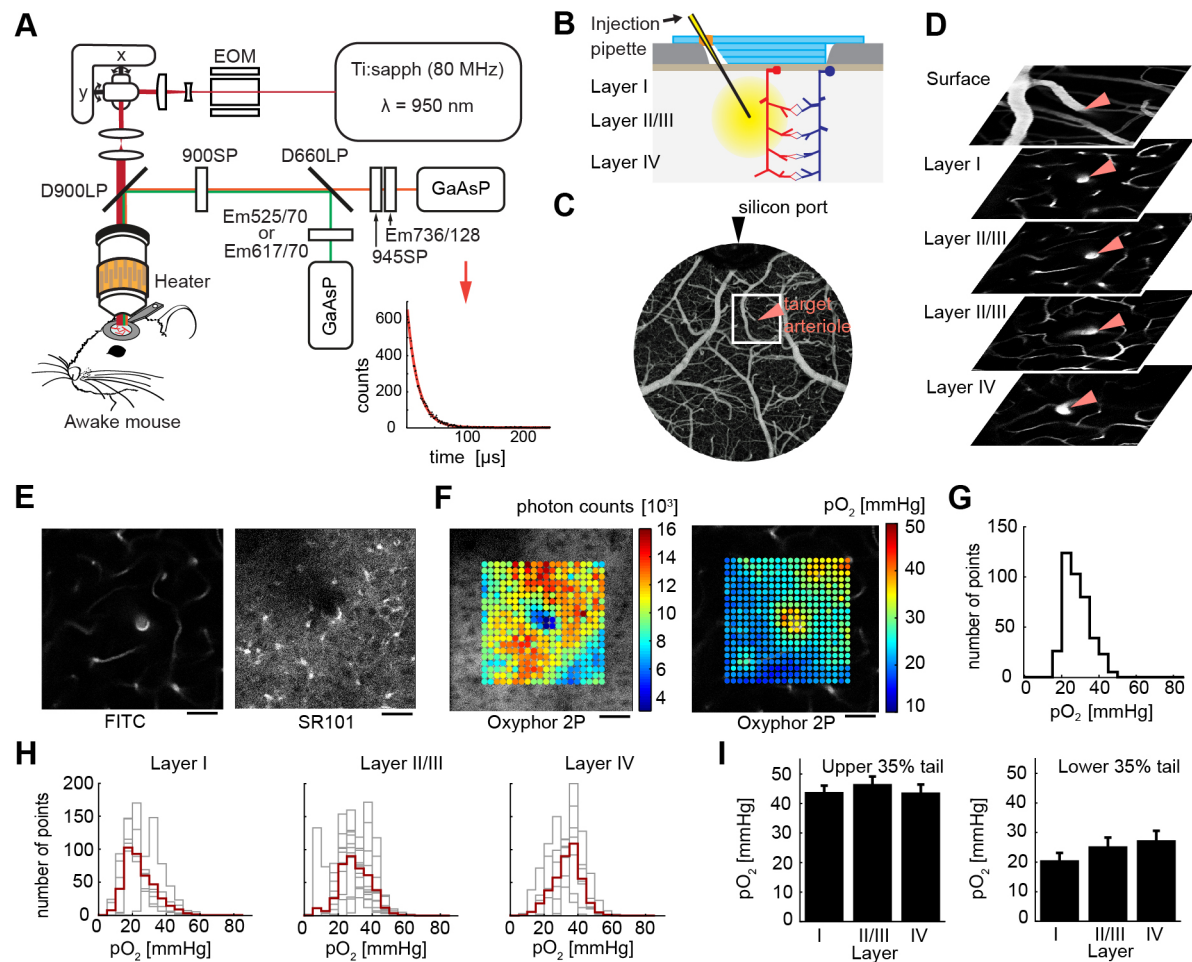 A
x
y
EOM
Ti:sapph (80 MHz)
λ = 950 nm
900SP
D660LP
D900LP
GaAsP
Em525/70
or
Em617/70
Em736/128
945SP
GaAsP
Heater
Awake mouse
600
400
200
0
counts
100
200
time [µs]
B
Injection
pipette
Layer I
Layer II/III
Layer IV
C
silicon port
target
arteriole
D
Surface
Layer I
Layer II/III
Layer II/III
Layer IV
E
FITC
SR101
F
photon counts [10³]
16
14
12
10
8
6
4
Oxyphor 2P
pO₂ [mmHg]
50
40
30
20
10
Oxyphor 2P
G
150
100
50
0
number of points
0 20 40 60 80
pO₂ [mmHg]
H
Layer I
Layer II/III
Layer IV
200
150
100
50
0
number of points
0 20 40 60 80
0 20 40 60 80
0 20 40 60 80
pO₂ [mmHg]
pO₂ [mmHg]
pO₂ [mmHg]
I
Upper 35% tail
50
40
30
20
10
0
pO₂ [mmHg]
I II/III IV
Layer
Lower 35% tail
50
40
30
20
10
0
pO₂ [mmHg]
I II/III IV
Layer